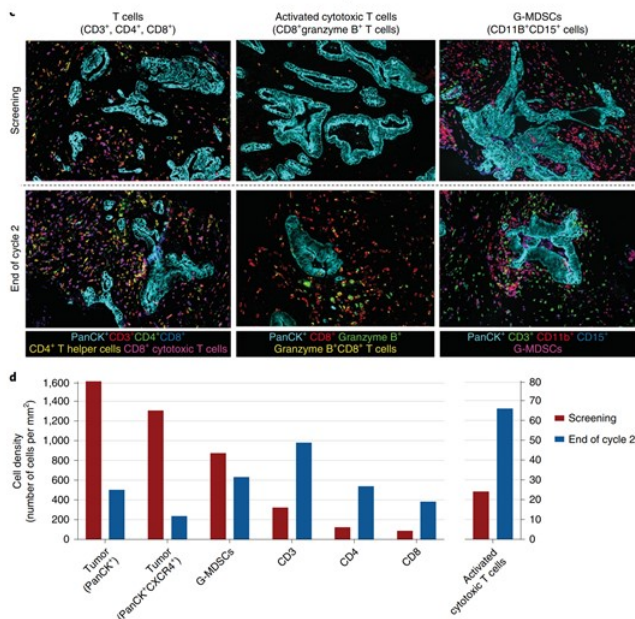 c
T cells
(CD3⁺, CD4⁺, CD8⁺)
Activated cytotoxic T cells
(CD8⁺granzyme B⁺ T cells)
G-MDSCs
(CD11B⁺CD15⁺ cells)
Screening
End of cycle 2
PanCK⁺CD3⁺CD4⁺CD8⁺
CD4⁺ T helper cells CD8⁺ cytotoxic T cells
PanCK⁺ CD8⁺ Granzyme B⁺
Granzyme B⁺CD8⁺ T cells
PanCK⁺ CD3⁺ CD11b⁺ CD15⁺
G-MDSCs
d
Cell density
(number of cells per mm²)
1,600
1,400
1,200
1,000
800
600
400
200
0
80
70
60
50
40
30
20
10
0
Screening
End of cycle 2
Tumor
(PanCK⁺)
Tumor
(PanCK⁺CXCR4⁺)
G-MDSCs
CD3
CD4
CD8
Activated
cytotoxic T cells